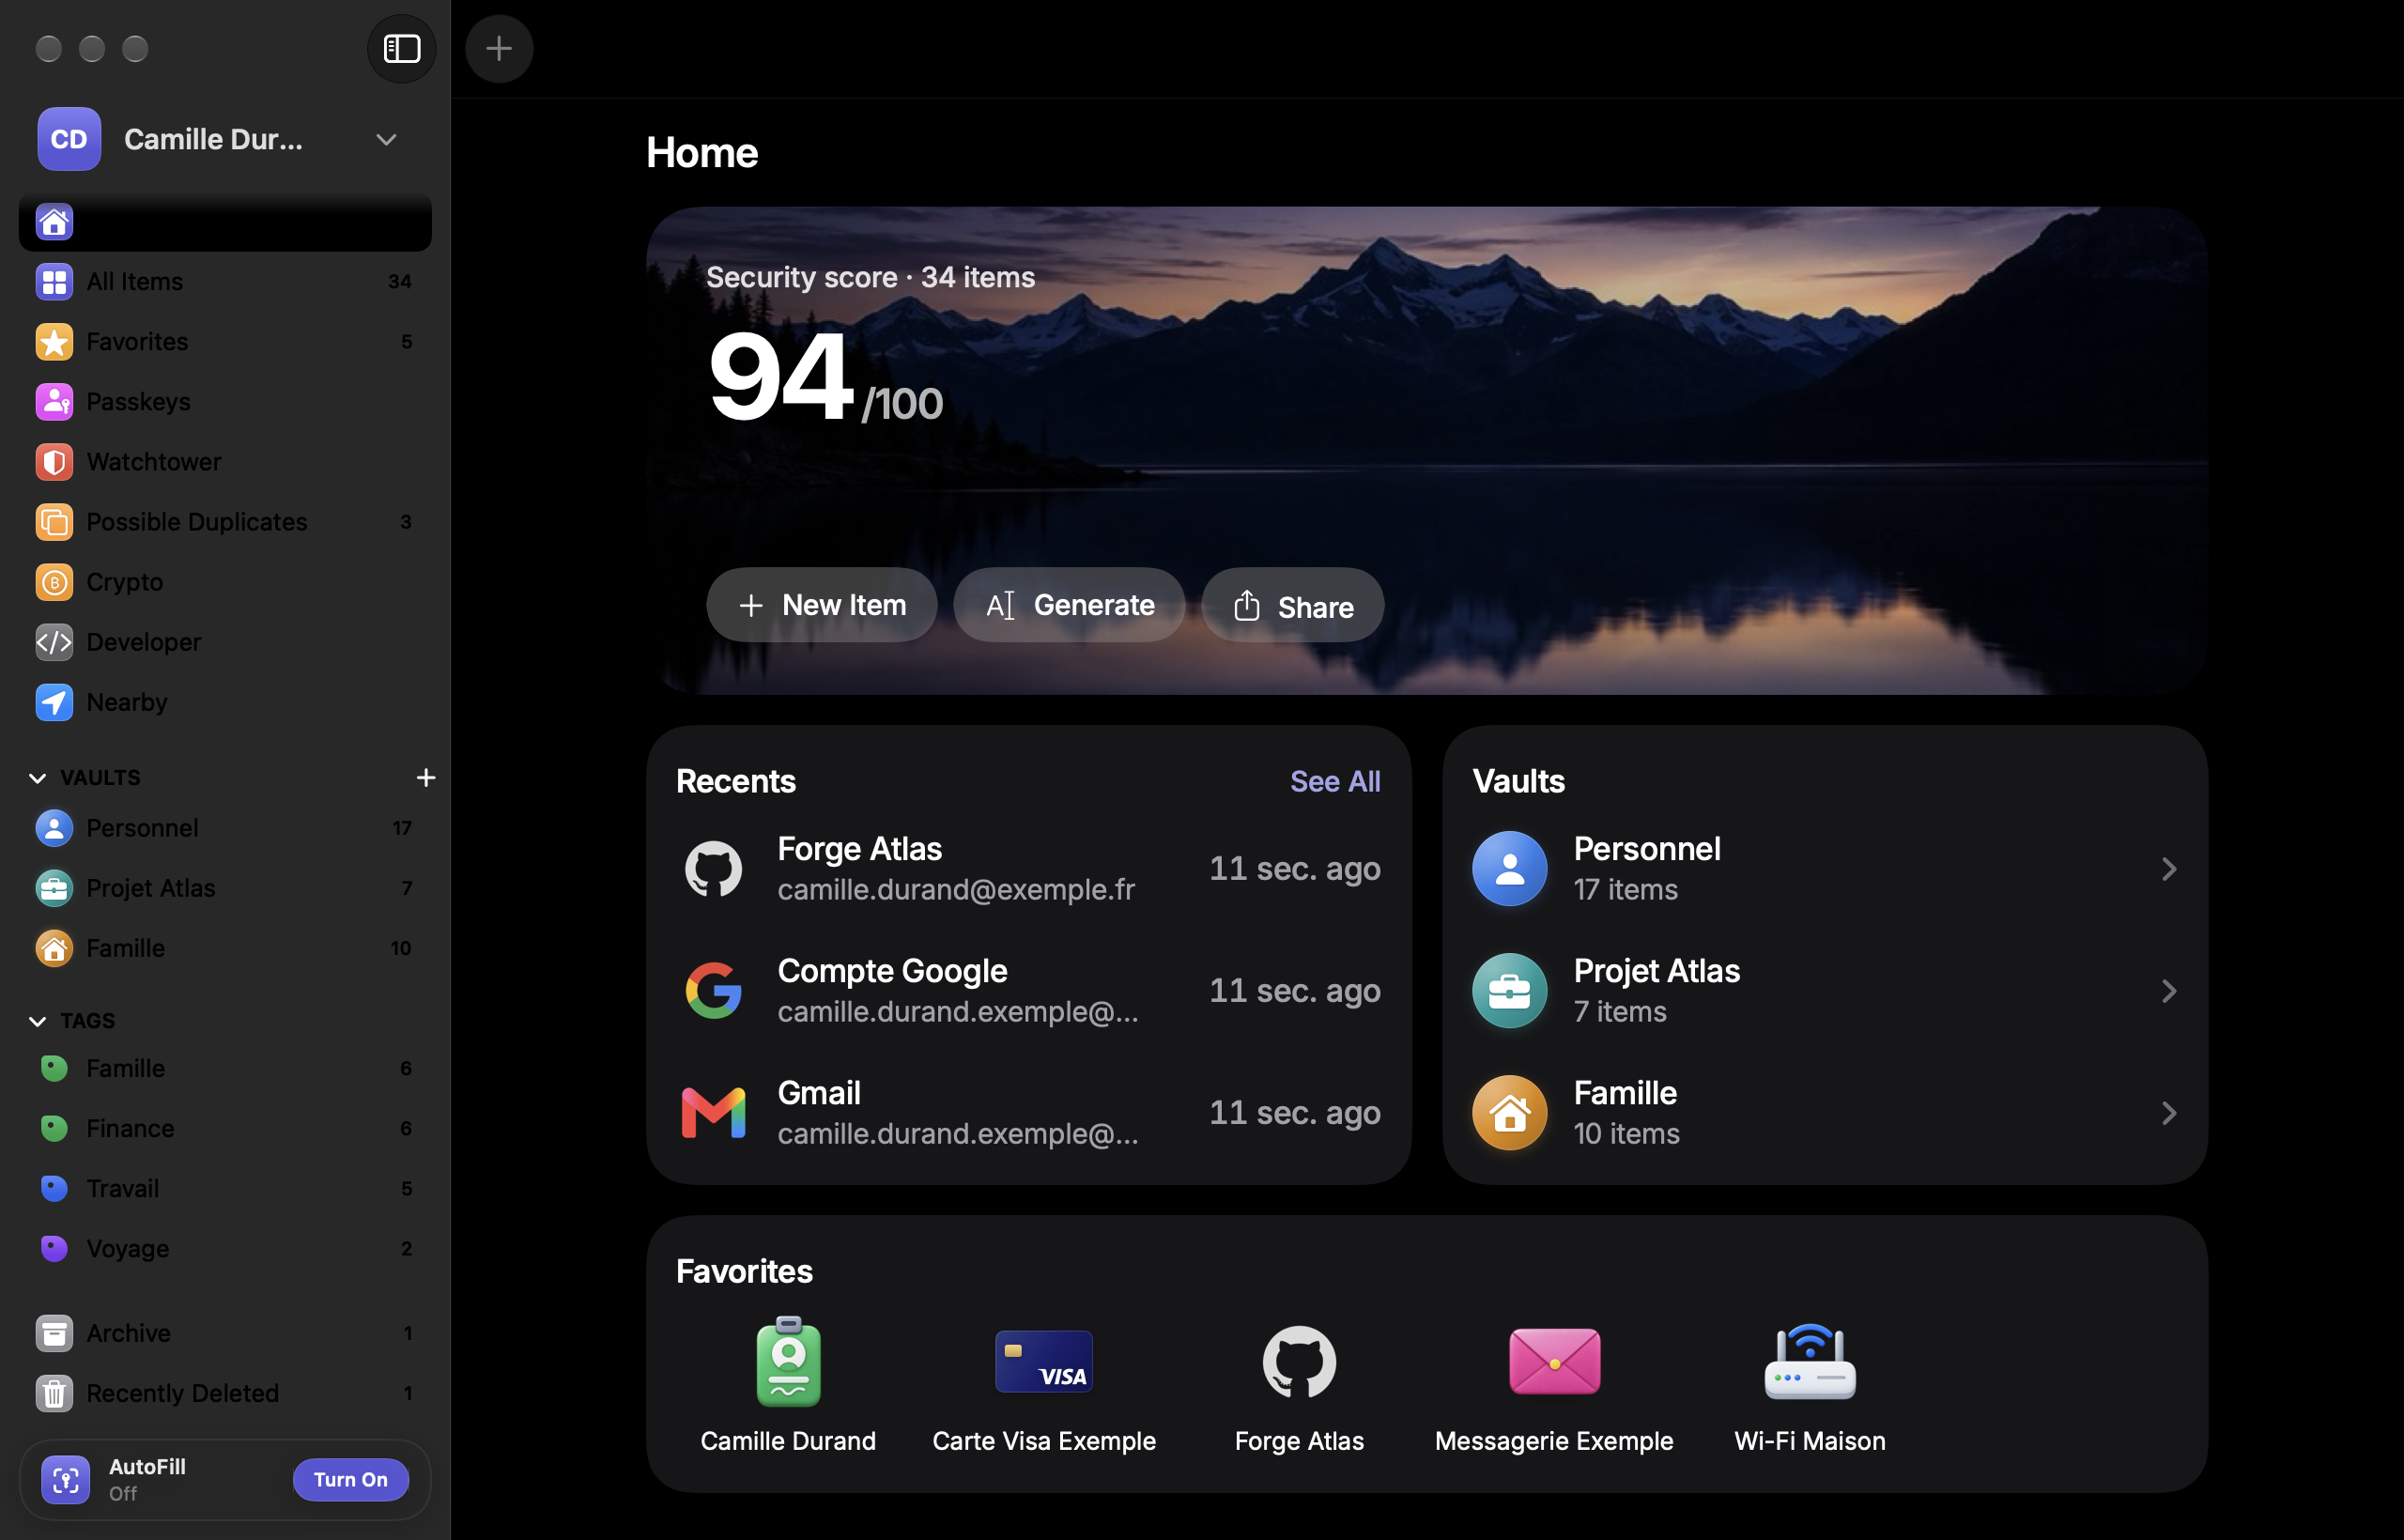 CD
Camille Dur...
All Items 34
Favorites 5
Passkeys
Watchtower
Possible Duplicates 3
Crypto
Developer
Nearby
VAULTS
Personnel 17
Projet Atlas 7
Famille 10
TAGS
Famille 6
Finance 6
Travail 5
Voyage 2
Archive 1
Recently Deleted 1
AutoFill
Off
Turn On
Home
Security score · 34 items
94 /100
New Item
Generate
Share
Recents
See All
Forge Atlas
camille.durand@exemple.fr
11 sec. ago
Compte Google
camille.durand.exemple@...
11 sec. ago
Gmail
camille.durand.exemple@...
11 sec. ago
Vaults
Personnel
17 items
Projet Atlas
7 items
Famille
10 items
Favorites
VISA
Camille Durand
Carte Visa Exemple
Forge Atlas
Messagerie Exemple
Wi-Fi Maison